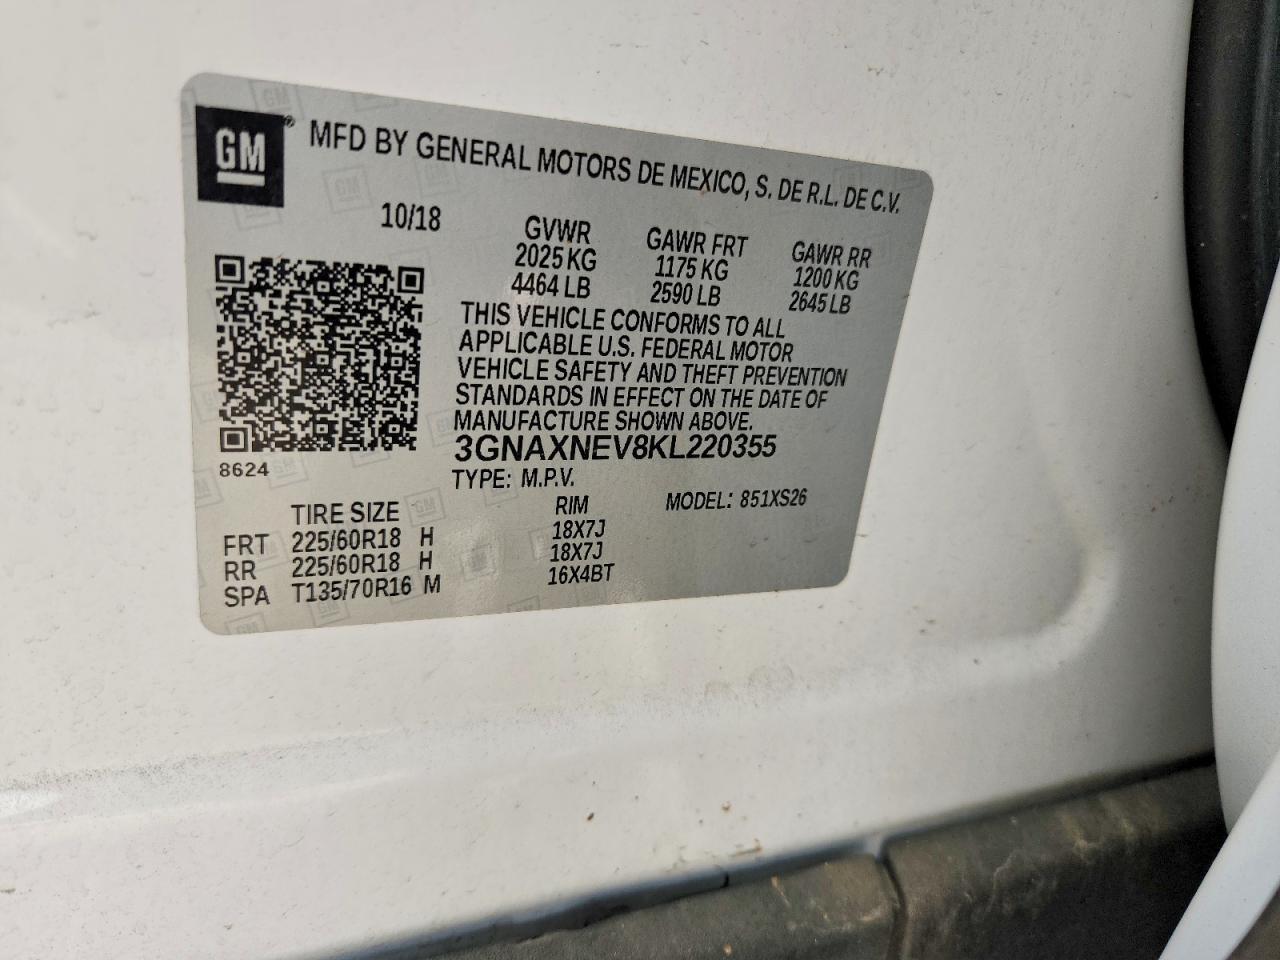 GM® MFD BY GENERAL MOTORS DE MEXICO, S. DE R.L. DE C.V.
10/18
GVWR GAWR FRT GAWR RR
2025 KG 1175 KG 1200 KG
4464 LB 2590 LB 2645 LB
THIS VEHICLE CONFORMS TO ALL
APPLICABLE U.S. FEDERAL MOTOR
VEHICLE SAFETY AND THEFT PREVENTION
STANDARDS IN EFFECT ON THE DATE OF
MANUFACTURE SHOWN ABOVE.
3GNAXNEV8KL220355
8624
TYPE: M.P.V. MODEL: 851XS26
TIRE SIZE RIM
FRT 225/60R18 H 18X7J
RR 225/60R18 H 18X7J
SPA T135/70R16 M 16X4BT